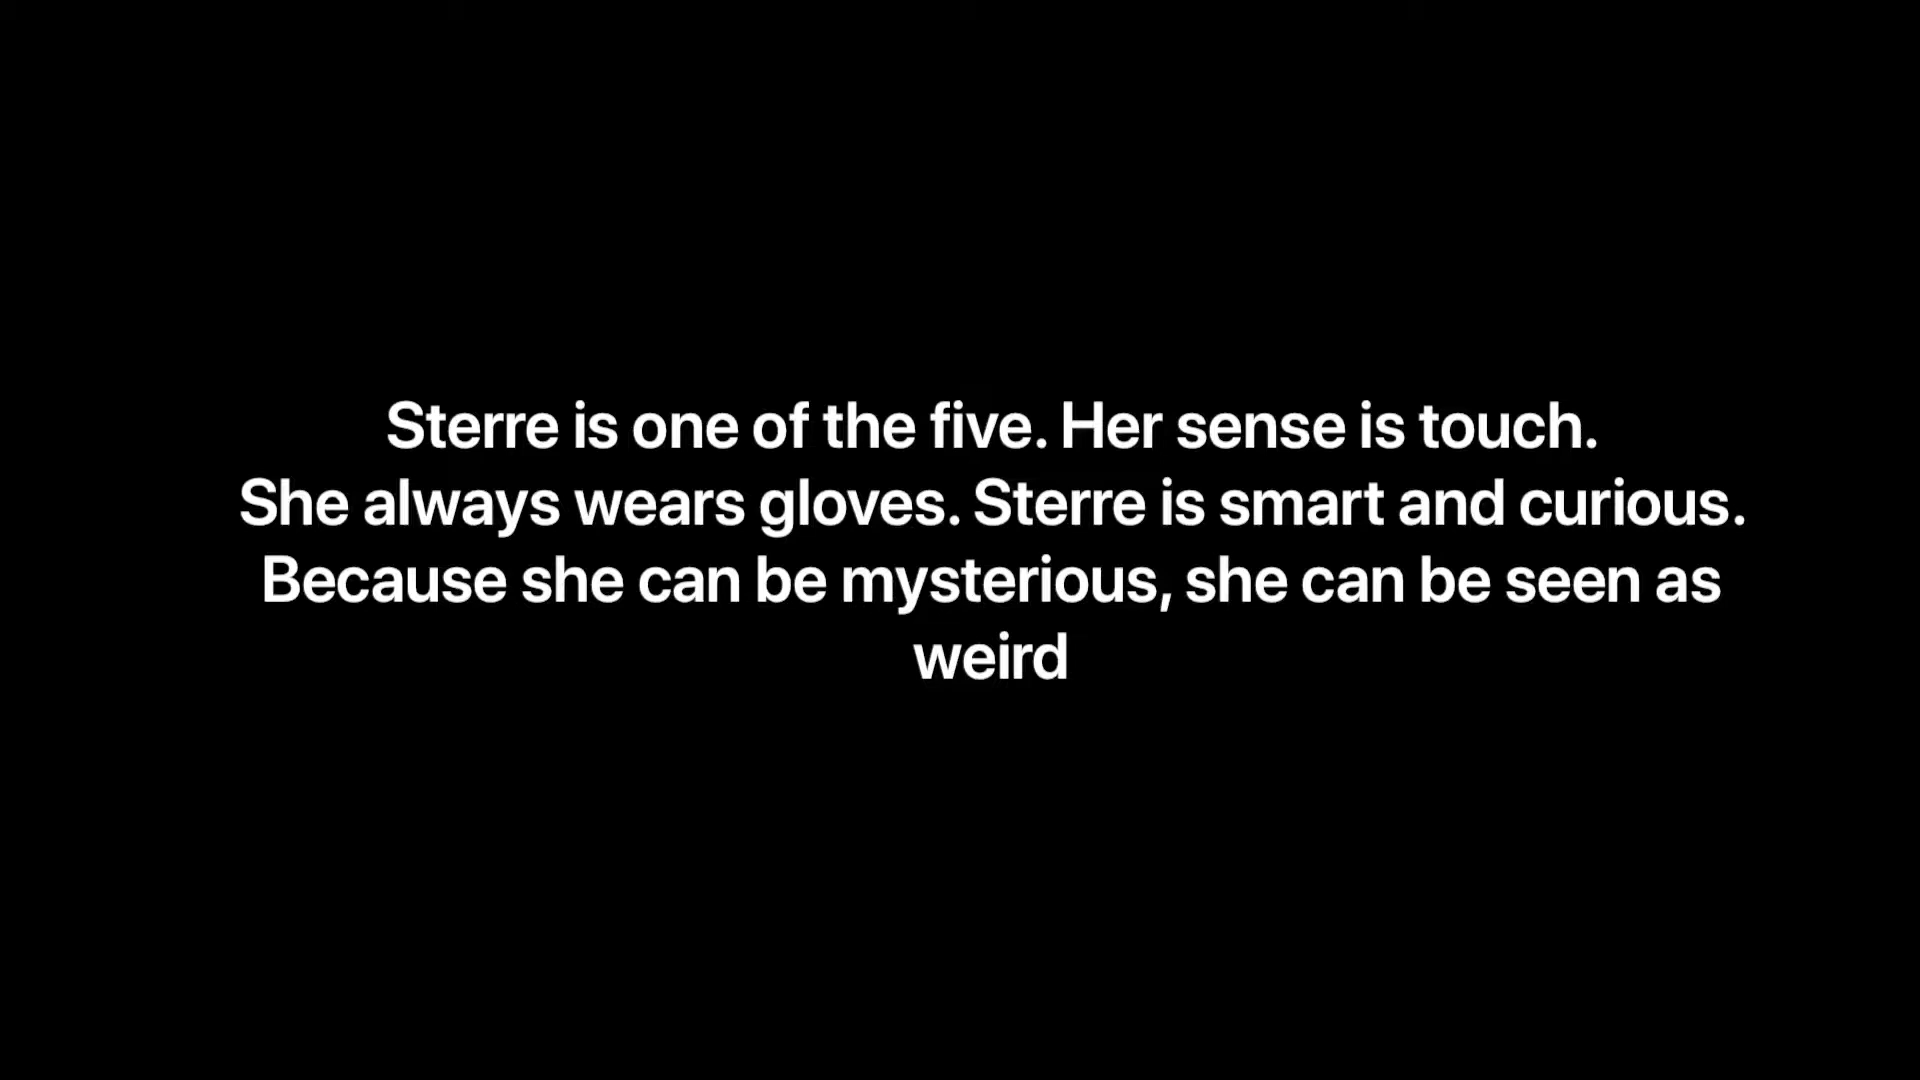 Sterre is one of the five. Her sense is touch.
She always wears gloves. Sterre is smart and curious.
Because she can be mysterious, she can be seen as
weird